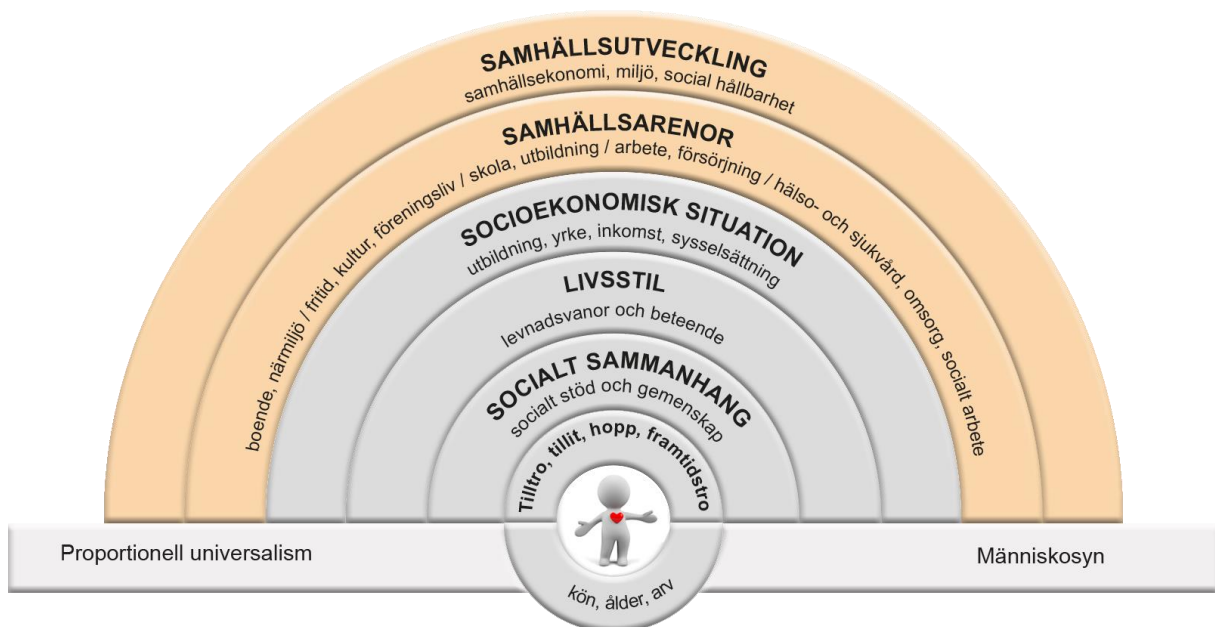 SAMHÄLLSUTVECKLING
samhällsekonomi, miljö, social hållbarhet
SAMHÄLLSARENOR
boende, närmiljö / fritid, kultur, föreningsliv / skola, utbildning / arbete, försörjning / hälso- och sjukvård, omsorg, socialt arbete
SOCIOEKONOMISK SITUATION
utbildning, yrke, inkomst, sysselsättning
LIVSSTIL
levnadsvanor och beteende
SOCIALT SAMMANHANG
socialt stöd och gemenskap
Tilltro, tillit, hopp, framtidstro
Proportionell universalism
Människosyn
kön, ålder, arv